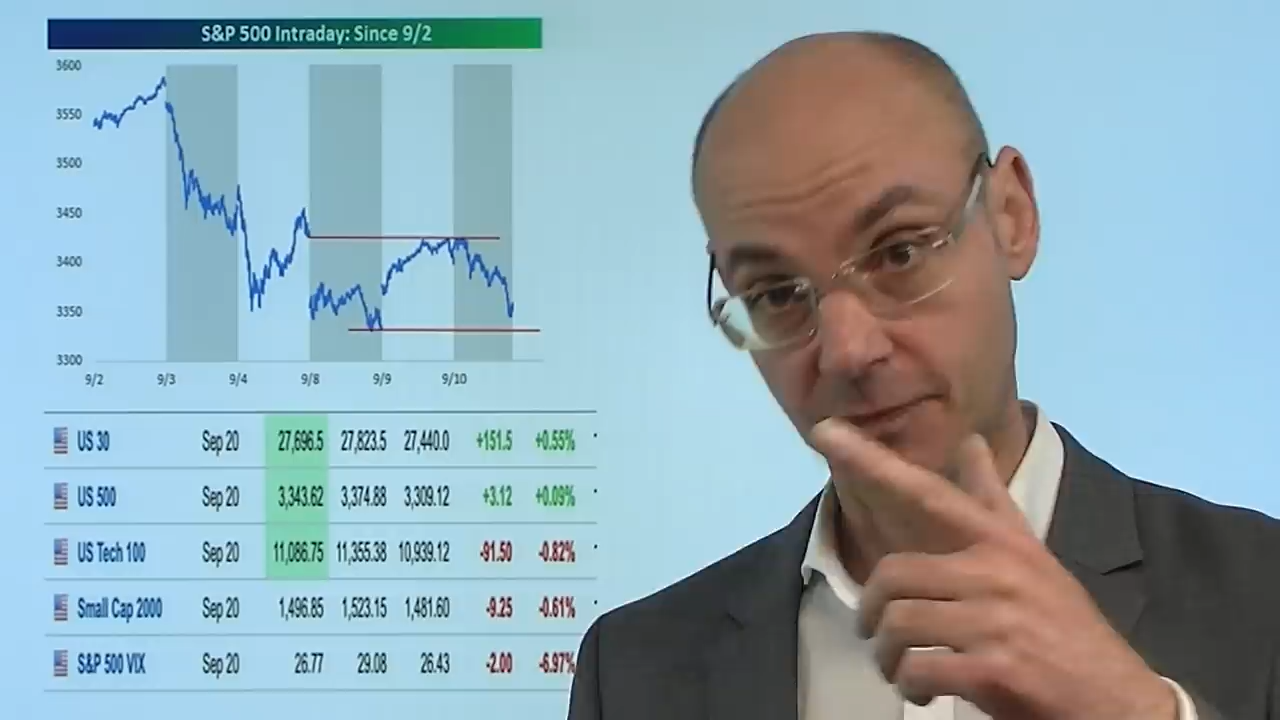 S&P 500 Intraday: Since 9/2
3600
3550
3500
3450
3400
3350
3300
9/2 9/3 9/4 9/8 9/9 9/10
US 30 Sep 20 27,696.5 27,823.5 27,440.0 +151.5 +0.55%
US 500 Sep 20 3,343.62 3,374.88 3,309.12 +3.12 +0.09%
US Tech 100 Sep 20 11,086.75 11,355.38 10,939.12 -91.50 -0.82%
Small Cap 2000 Sep 20 1,496.85 1,523.15 1,481.60 -9.25 -0.61%
S&P 500 VIX Sep 20 26.77 29.08 26.43 -2.00 -6.97%